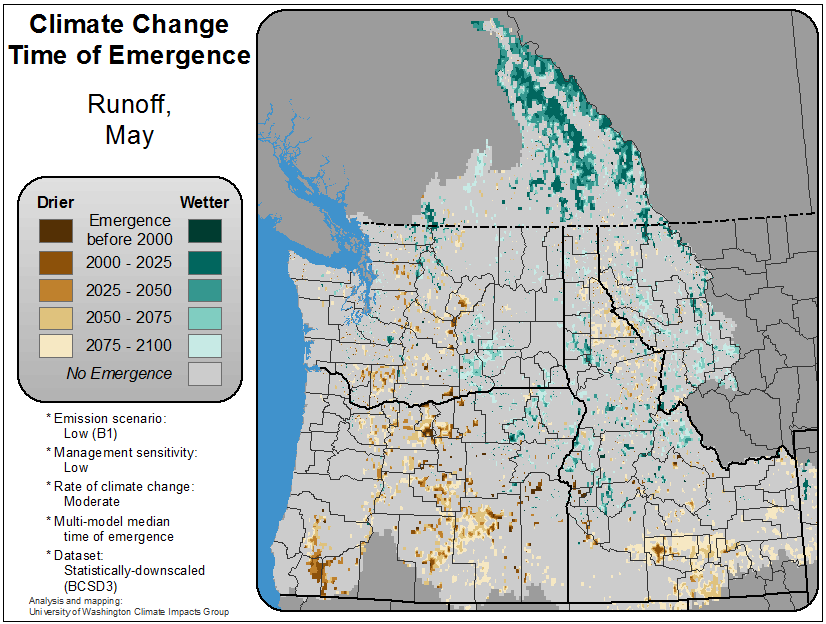 Climate Change
Time of Emergence
Runoff,
May
Drier
Wetter
Emergence
before 2000
2000 - 2025
2025 - 2050
2050 - 2075
2075 - 2100
No Emergence
* Emission scenario:
Low (B1)
* Management sensitivity:
Low
* Rate of climate change:
Moderate
* Multi-model median
time of emergence
* Dataset:
Statistically-downscaled
(BCSD3)
Analysis and mapping:
University of Washington Climate Impacts Group